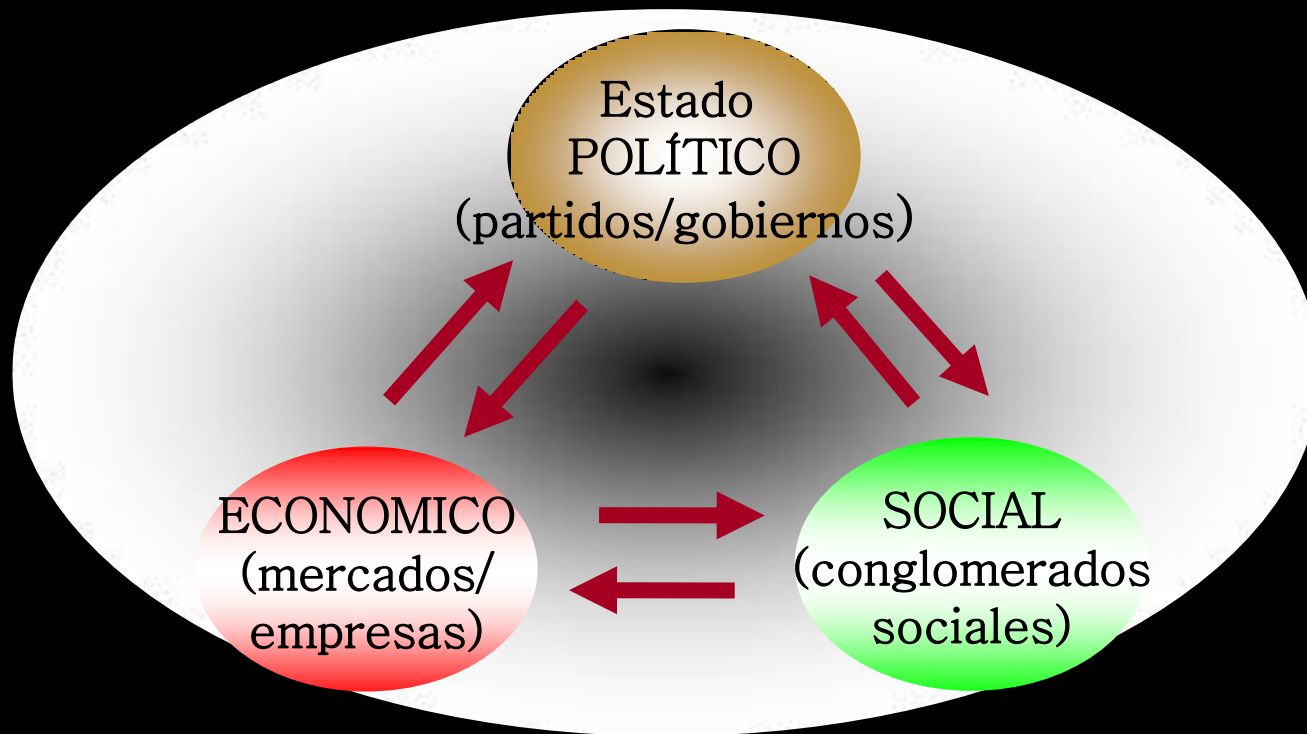 Estado
POLÍTICO
(partidos/gobiernos)
ECONOMICO
(mercados/
empresas)
SOCIAL
(conglomerados
sociales)